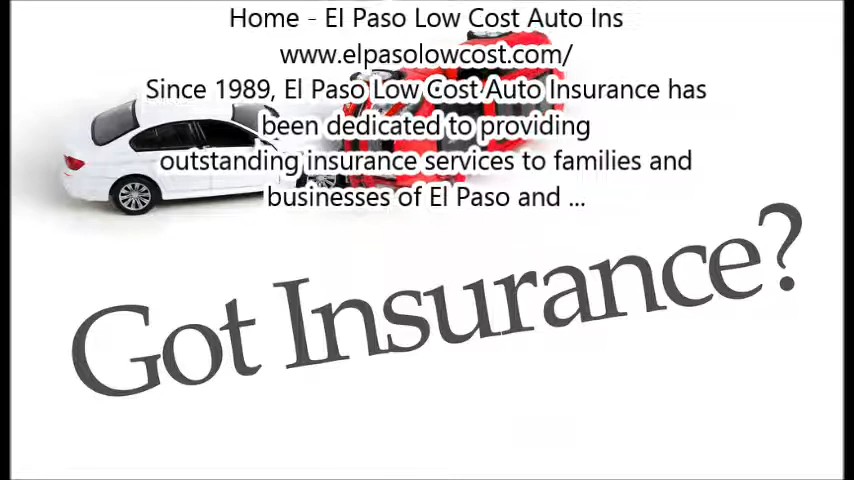 Home - El Paso Low Cost Auto Ins
www.elpasolowcost.com/
Since 1989, El Paso Low Cost Auto Insurance has
been dedicated to providing
outstanding insurance services to families and
businesses of El Paso and ...
Got Insurance?